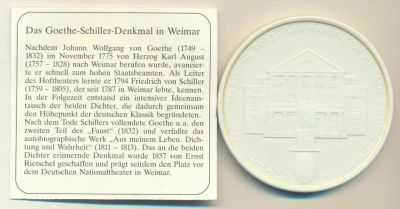 Das Goethe-Schiller-Denkmal in Weimar
Nachdem Johann Wolfgang von Goethe (1749 –
1832) im November 1775 von Herzog Karl August
(1757 – 1828) nach Weimar berufen wurde, avancier-
te er schnell zum hohen Staatsbeamten. Als Leiter
des Hoftheaters lernte er 1794 Friedrich von Schiller
(1759 – 1805), der seit 1787 in Weimar lebte, kennen.
In der Folgezeit entstand ein intensiver Ideenaus-
tausch der beiden Dichter, die dadurch gemeinsam
den Höhepunkt der deutschen Klassik begründeten.
Nach dem Tode Schillers vollendete Goethe u.a. den
zweiten Teil des „Faust“ (1832) und verfaßte das
autobiographische Werk „Aus meinem Leben. Dich-
tung und Wahrheit“ (1811 – 1813). Das an die beiden
Dichter erinnernde Denkmal wurde 1857 von Ernst
Rietschel geschaffen und prägt seitdem den Platz vor
dem Deutschen Nationaltheater in Weimar.